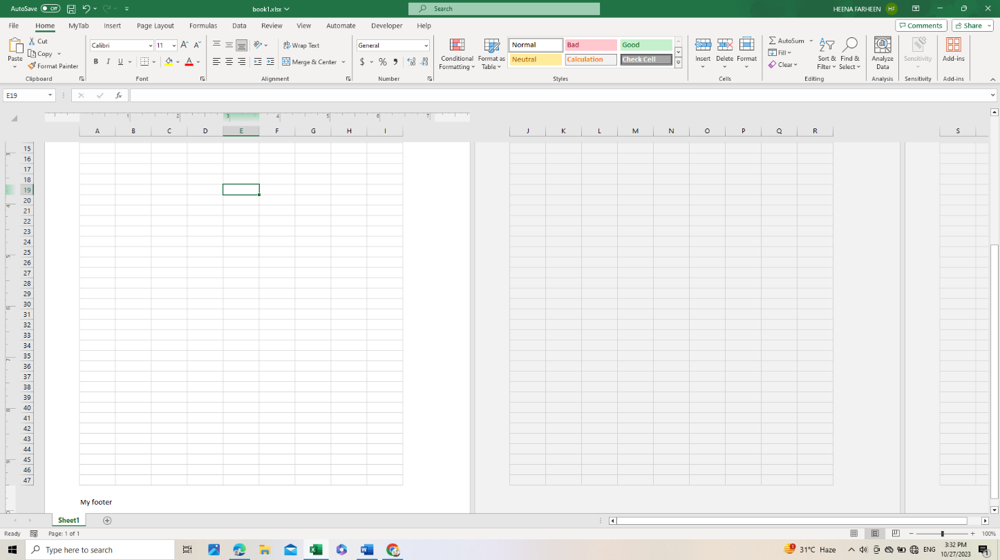 AutoSave Off book1.xlsx Search HEENA FARHEEN HF
File Home MyTab Insert Page Layout Formulas Data Review View Automate Developer Help Comments Share
Paste Cut Copy Format Painter Clipboard
Calibri 11 B I U A Font
ab Wrap Text Merge & Center Alignment
General $ % Number
Conditional Formatting Format as Table Normal Bad Good Neutral Calculation Check Cell Styles
Insert Delete Format Cells
AutoSum Fill Clear Sort & Filter Find & Select Editing
Analyze Data Analysis Sensitivity Sensitivity Add-ins Add-ins
E19 fx
1 2 3 4 5 6 7
A B C D E F G H I J K L M N O P Q R S
15
16
17
18
19
20
21
22
23
24
25
26
27
28
29
30
31
32
33
34
35
36
37
38
39
40
41
42
43
44
45
46
47
My footer
Sheet1
Ready Page: 1 of 1 100%
Type here to search 31°C Haze ENG 3:32 PM
10/27/2023